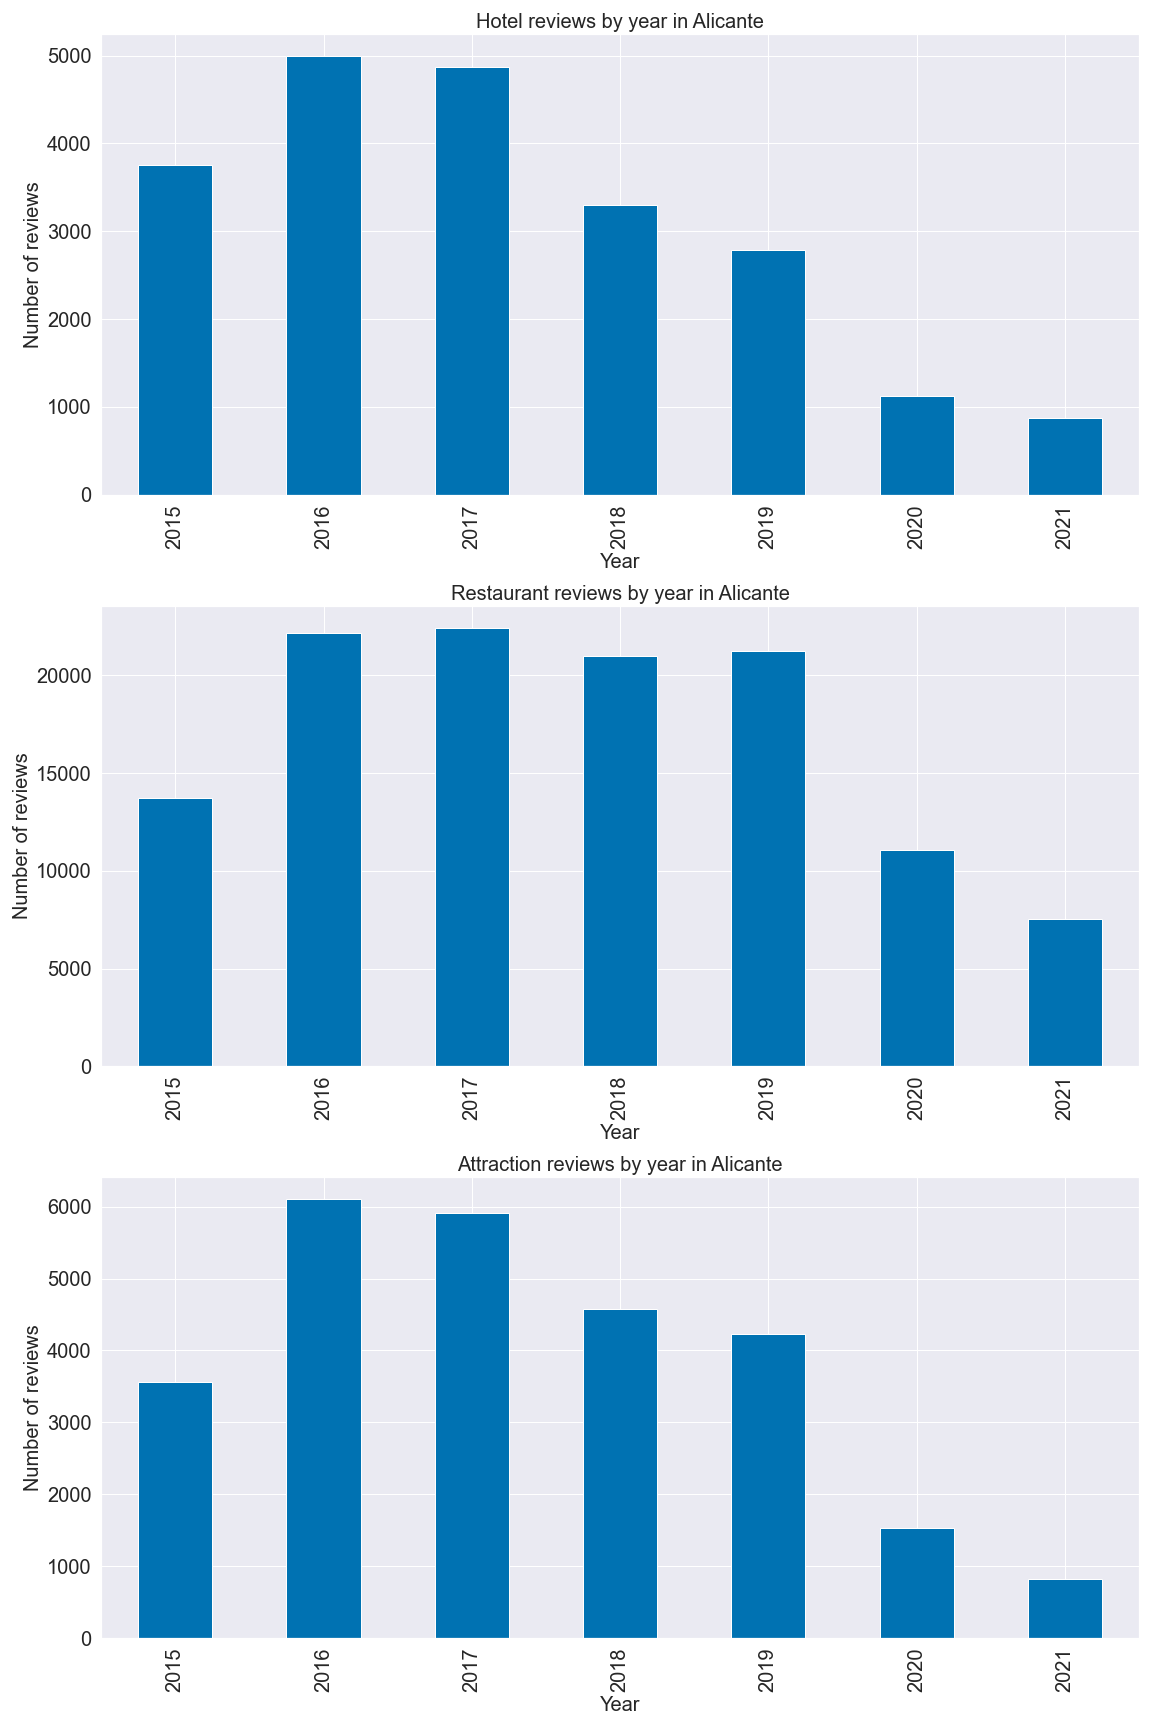 Hotel reviews by year in Alicante
Number of reviews
5000
4000
3000
2000
1000
0
2015 2016 2017 2018 2019 2020 2021
Year
Restaurant reviews by year in Alicante
Number of reviews
20000
15000
10000
5000
0
2015 2016 2017 2018 2019 2020 2021
Year
Attraction reviews by year in Alicante
Number of reviews
6000
5000
4000
3000
2000
1000
0
2015 2016 2017 2018 2019 2020 2021
Year